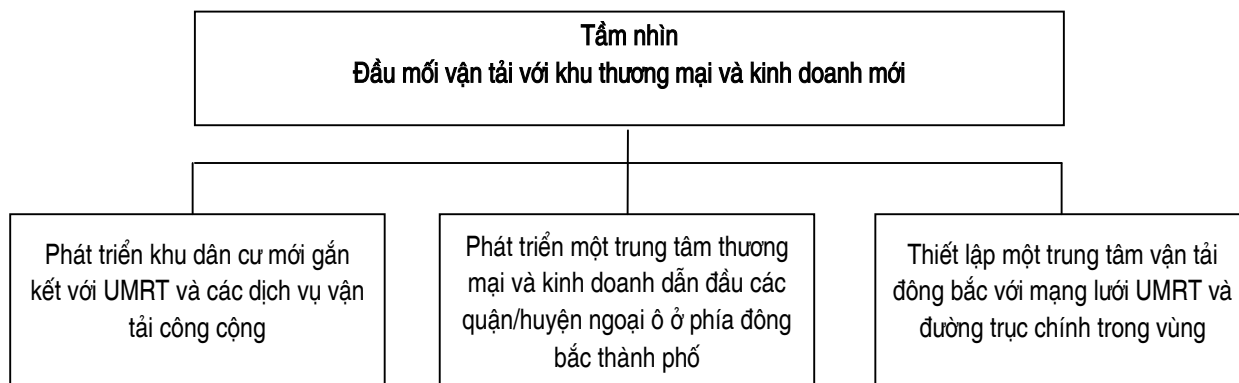 Tầm nhìn
Đầu mối vận tải với khu thương mại và kinh doanh mới
Phát triển khu dân cư mới gắn
kết với UMRT và các dịch vụ vận
tải công cộng
Phát triển một trung tâm thương
mại và kinh doanh dẫn đầu các
quận/huyện ngoại ô ở phía đông
bắc thành phố
Thiết lập một trung tâm vận tải
đông bắc với mạng lưới UMRT và
đường trục chính trong vùng